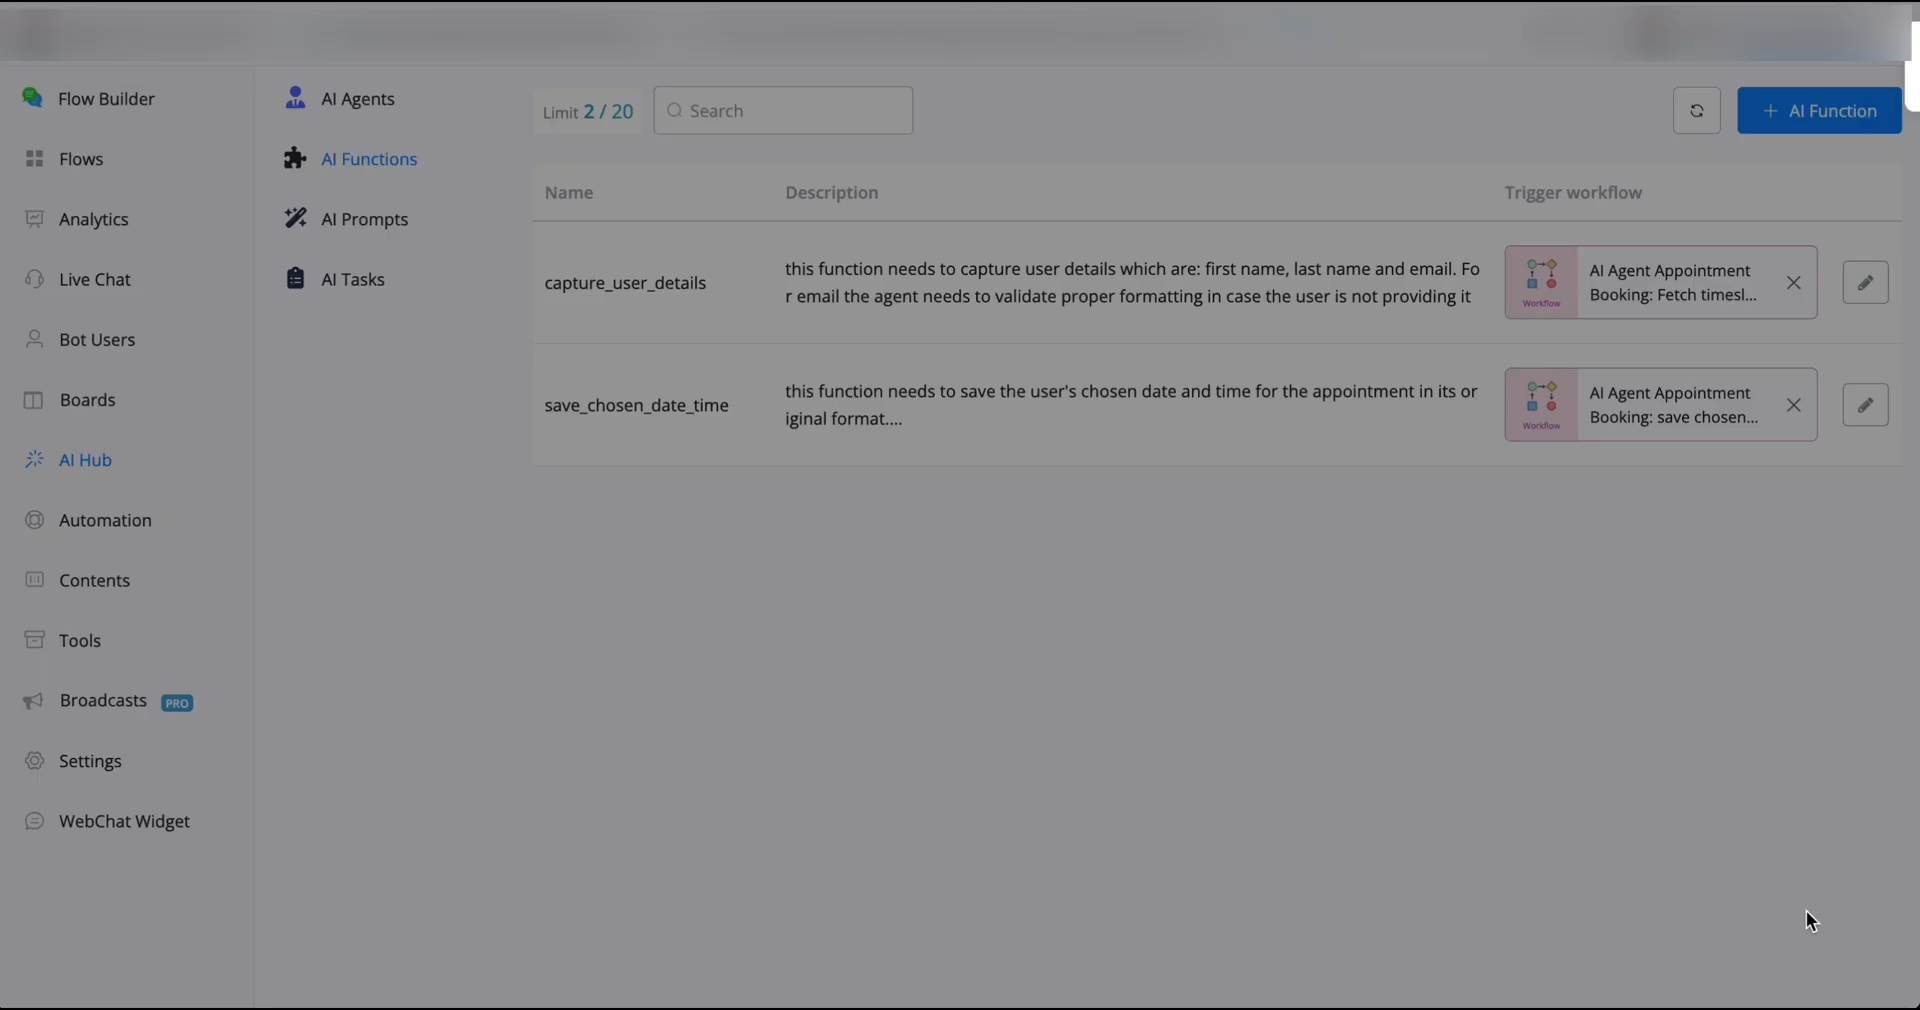 Flow Builder
Flows
Analytics
Live Chat
Bot Users
Boards
AI Hub
Automation
Contents
Tools
Broadcasts PRO
Settings
WebChat Widget
AI Agents
AI Functions
AI Prompts
AI Tasks
Limit 2 / 20
Search
+ AI Function
Name Description Trigger workflow
capture_user_details
this function needs to capture user details which are: first name, last name and email. Fo
r email the agent needs to validate proper formatting in case the user is not providing it
Workflow
AI Agent Appointment
Booking: Fetch timesl...
save_chosen_date_time
this function needs to save the user's chosen date and time for the appointment in its or
iginal format....
Workflow
AI Agent Appointment
Booking: save chosen...